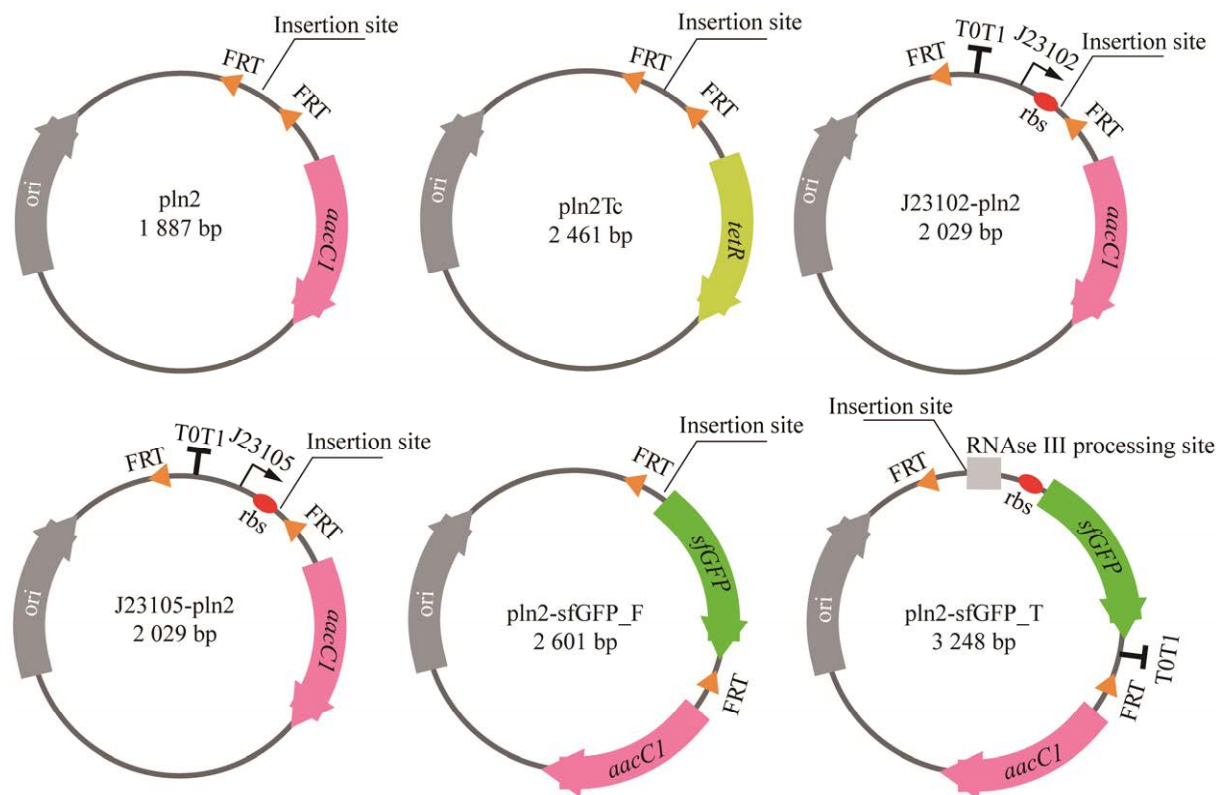 Insertion site
FRT
FRT
ori
pln2
1 887 bp
aacC1
Insertion site
FRT
FRT
ori
pln2Tc
2 461 bp
tetR
T0T1
J23102
Insertion site
FRT
rbs
FRT
ori
J23102-pln2
2 029 bp
aacC1
T0T1
J23105
Insertion site
FRT
rbs
FRT
ori
J23105-pln2
2 029 bp
aacC1
Insertion site
FRT
sfGFP
ori
pln2-sfGFP_F
2 601 bp
FRT
aacC1
Insertion site
RNAse III processing site
FRT
rbs
sfGFP
ori
pln2-sfGFP_T
3 248 bp
T0T1
FRT
aacC1